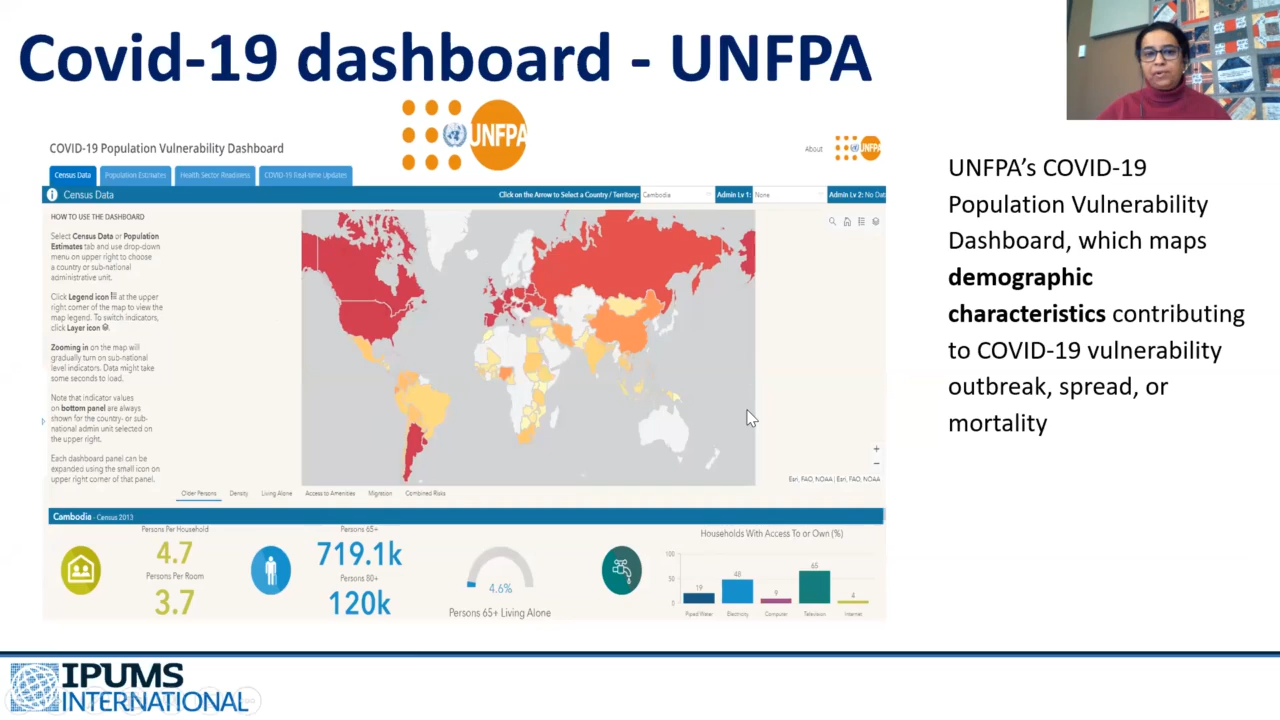 Covid-19 dashboard - UNFPA
UNFPA
COVID-19 Population Vulnerability Dashboard
About
UNFPA
Census Data
Population Estimates
Health Sector Readiness
COVID-19 Real-time Updates
Census Data
Click on the Arrow to Select a Country / Territory:
Cambodia
Admin Lv 1:
None
Admin Lv 2: No Dat
HOW TO USE THE DASHBOARD
Select Census Data or Population
Estimates tab and use drop-down
menu on upper right to choose
a country or sub-national
administrative unit.
Click Legend icon at the upper
right corner of the map to view the
map legend. To switch indicators,
click Layer icon .
Zooming in on the map will
gradually turn on sub-national
level indicators. Data might take
some seconds to load.
Note that indicator values
on bottom panel are always
shown for the country- or sub-
national admin unit selected on
the upper right.
Each dashboard panel can be
expanded using the small icon on
upper right corner of that panel.
+
−
Esri, FAO, NOAA | Esri, FAO, NOAA
Older Persons
Density
Living Alone
Access to Amenities
Migration
Combined Risks
Cambodia - Census 2013
Persons Per Household
4.7
Persons Per Room
3.7
Persons 65+
719.1k
Persons 80+
120k
4.6%
Persons 65+ Living Alone
Households With Access To or Own (%)
100
50
0
19
48
9
65
4
Piped Water
Electricity
Computer
Television
Internet
UNFPA’s COVID-19
Population Vulnerability
Dashboard, which maps
demographic
characteristics contributing
to COVID-19 vulnerability
outbreak, spread, or
mortality
IPUMS
INTERNATIONAL